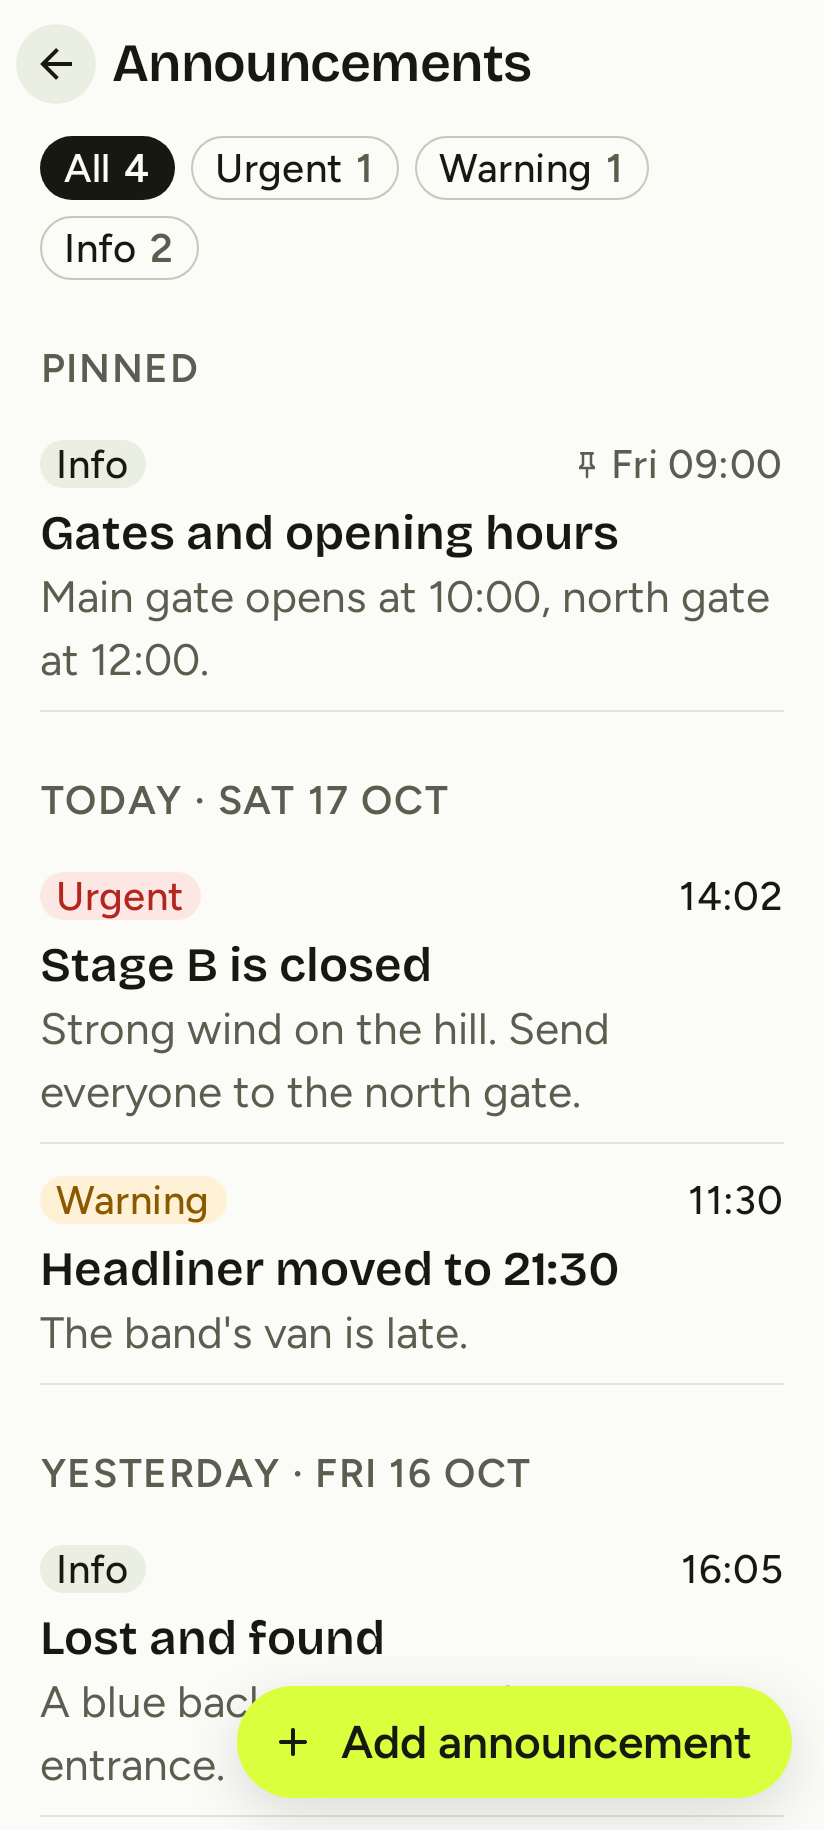 Announcements
All 4
Urgent 1
Warning 1
Info 2
PINNED
Info
Fri 09:00
Gates and opening hours
Main gate opens at 10:00, north gate
at 12:00.
TODAY · SAT 17 OCT
Urgent
14:02
Stage B is closed
Strong wind on the hill. Send
everyone to the north gate.
Warning
11:30
Headliner moved to 21:30
The band's van is late.
YESTERDAY · FRI 16 OCT
Info
16:05
Lost and found
A blue
entrance.
Add announcement